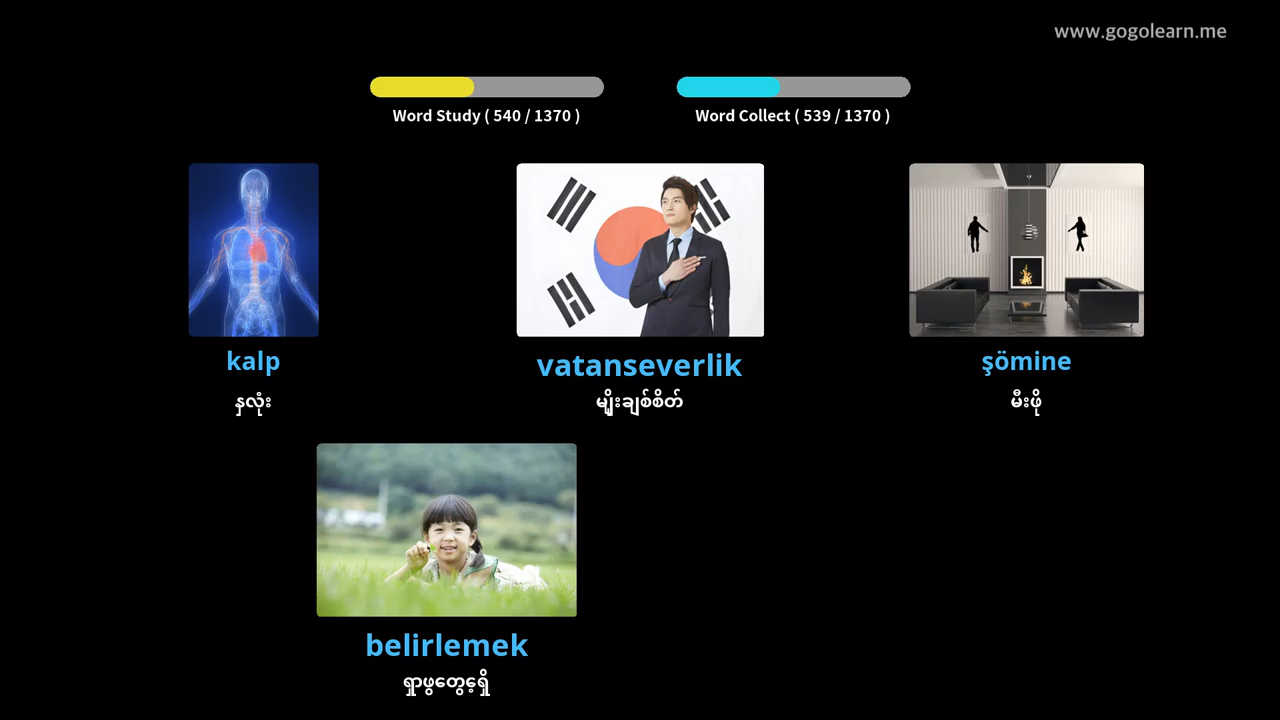 www.gogolearn.me
Word Study ( 540 / 1370 )
Word Collect ( 539 / 1370 )
kalp
vatanseverlik
şömine
နှလုံး
မျိုးချစ်စိတ်
မီးဖို
belirlemek
ရှာဖွတွေ့ရှိ